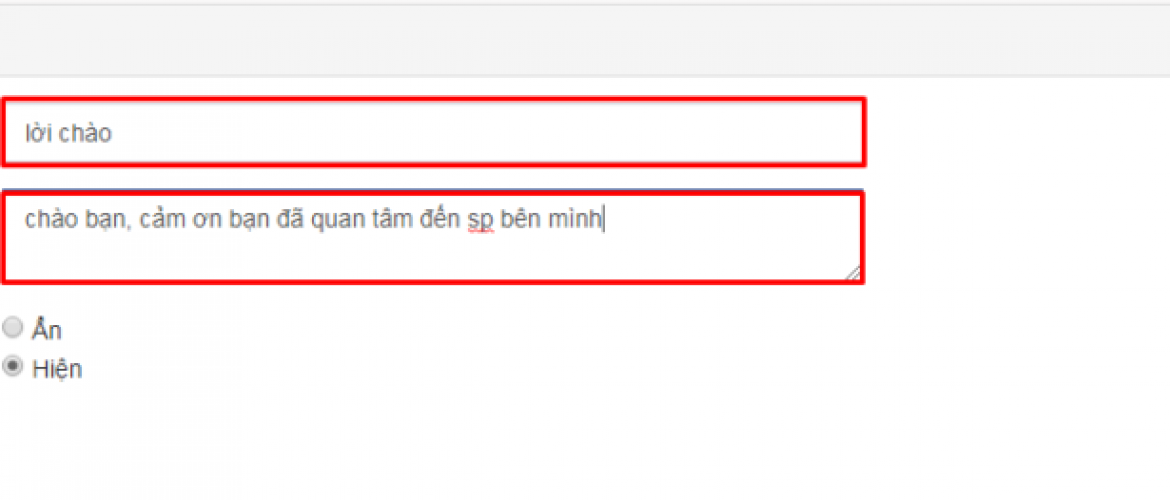 lời chào
chào bạn, cảm ơn bạn đã quan tâm đến sp bên mình
Ẩn
Hiện